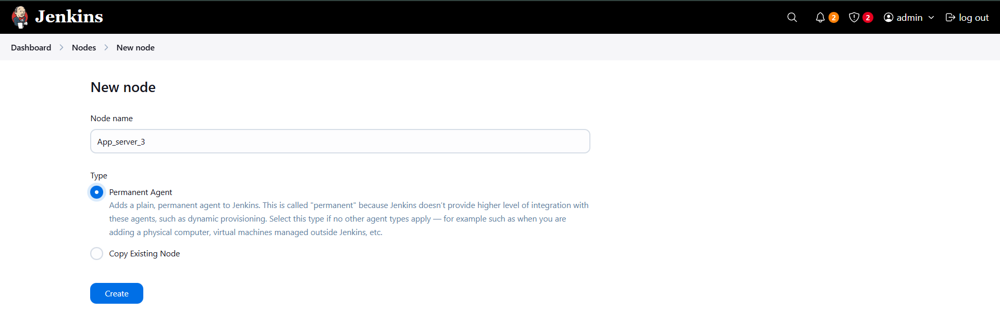 Jenkins
2
2
admin
log out
Dashboard
Nodes
New node
New node
Node name
App_server_3
Type
Permanent Agent
Adds a plain, permanent agent to Jenkins. This is called "permanent" because Jenkins doesn’t provide higher level of integration with
these agents, such as dynamic provisioning. Select this type if no other agent types apply — for example such as when you are
adding a physical computer, virtual machines managed outside Jenkins, etc.
Copy Existing Node
Create